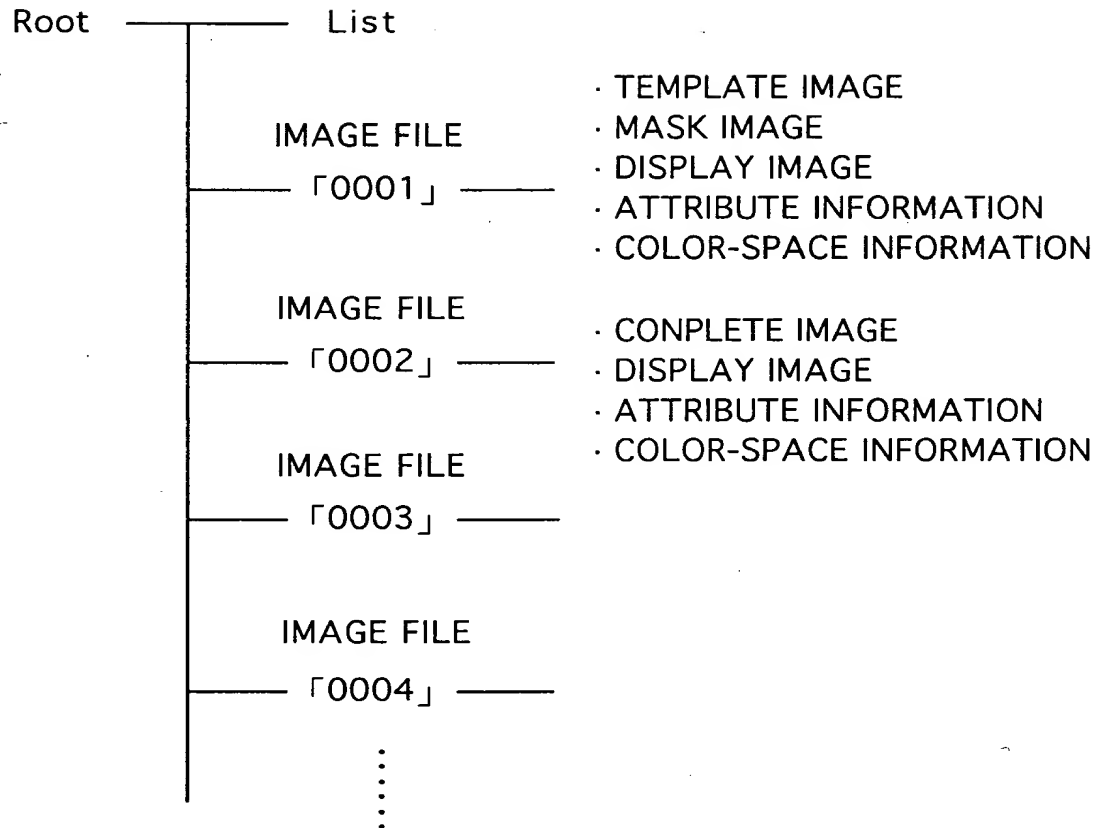 Root List
IMAGE FILE
「0001」
· TEMPLATE IMAGE
· MASK IMAGE
· DISPLAY IMAGE
· ATTRIBUTE INFORMATION
· COLOR-SPACE INFORMATION
IMAGE FILE
「0002」
· CONPLETE IMAGE
· DISPLAY IMAGE
· ATTRIBUTE INFORMATION
· COLOR-SPACE INFORMATION
IMAGE FILE
「0003」
IMAGE FILE
「0004」